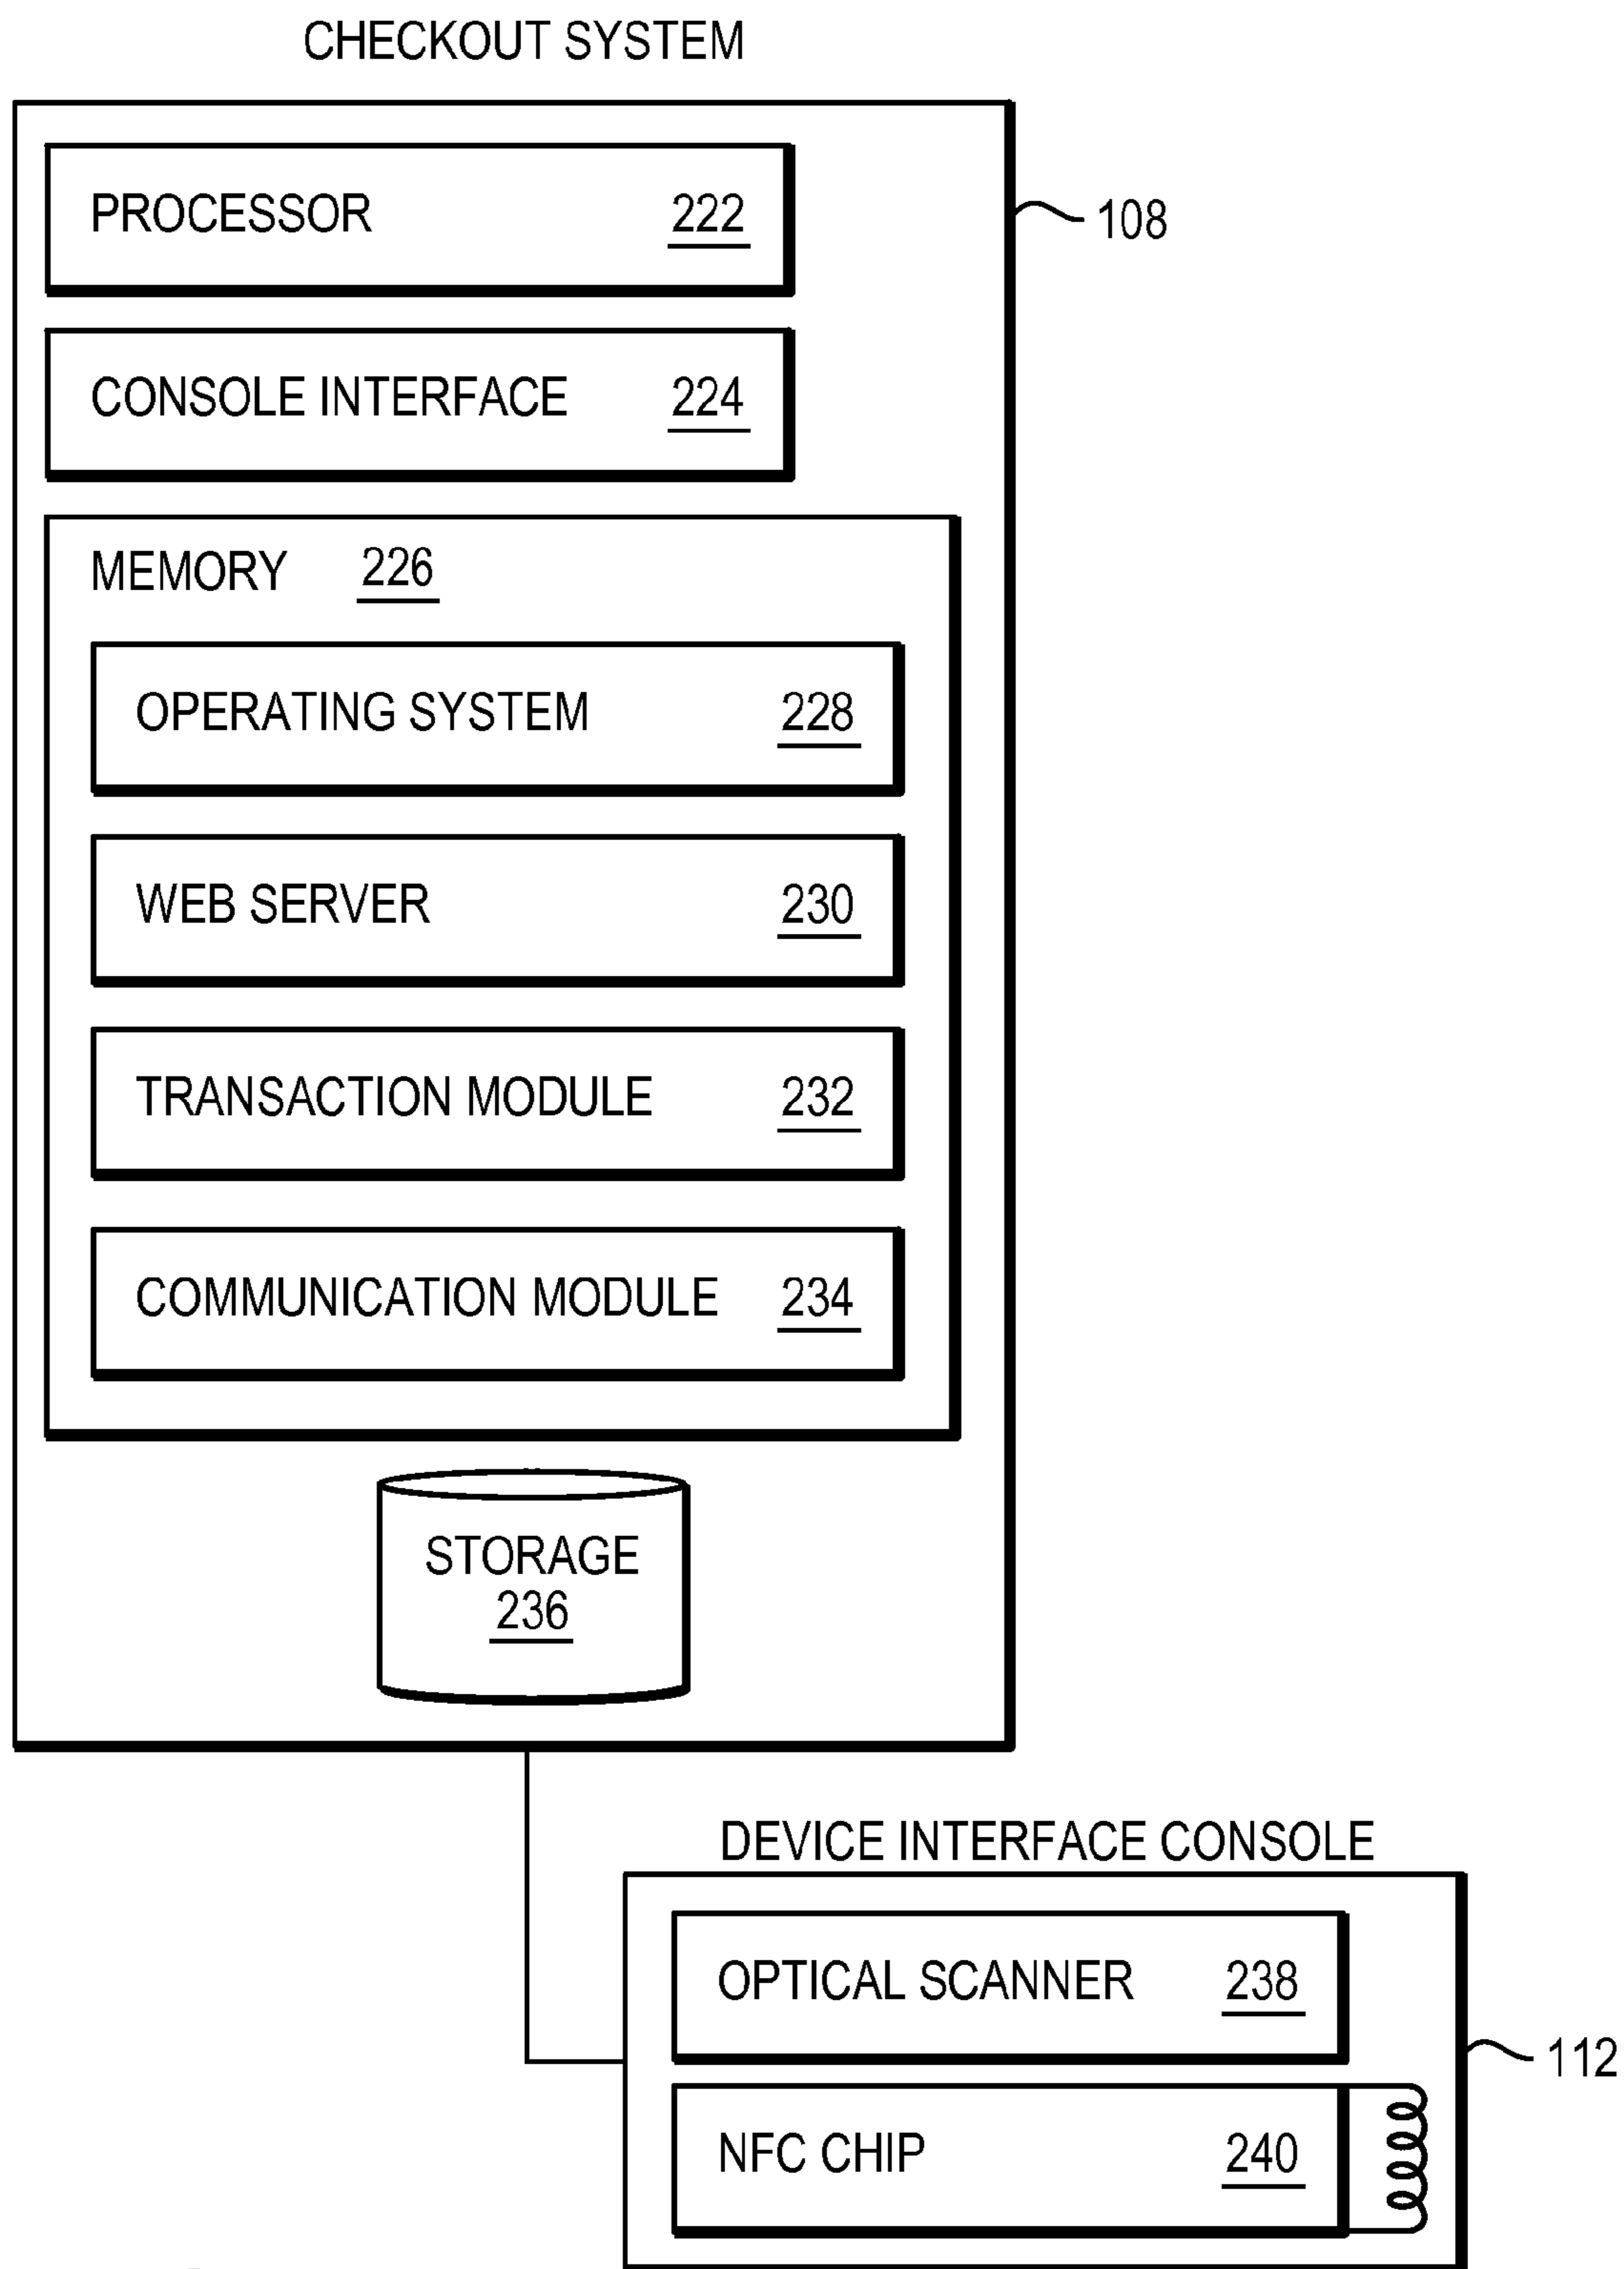 CHECKOUT SYSTEM
PROCESSOR 222
108
CONSOLE INTERFACE 224
MEMORY 226
OPERATING SYSTEM 228
WEB SERVER 230
TRANSACTION MODULE 232
COMMUNICATION MODULE 234
STORAGE
236
DEVICE INTERFACE CONSOLE
OPTICAL SCANNER 238
112
NFC CHIP 240